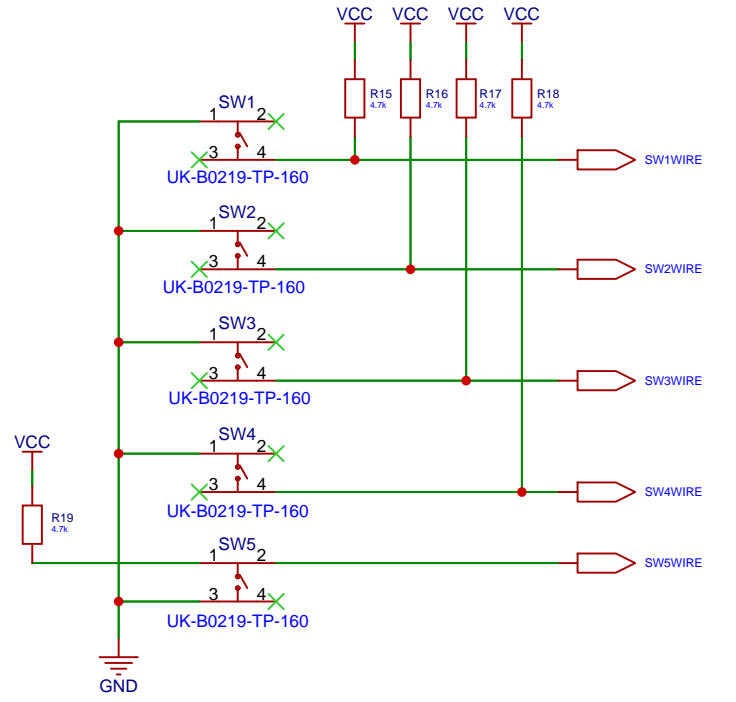 VCC VCC VCC VCC
R15 R16 R17 R18
4.7k 4.7k 4.7k 4.7k
SW1
1 2
3 4
UK-B0219-TP-160
SW1WIRE
SW2
1 2
3 4
UK-B0219-TP-160
SW2WIRE
SW3
1 2
3 4
UK-B0219-TP-160
SW3WIRE
SW4
1 2
3 4
UK-B0219-TP-160
SW4WIRE
VCC
R19
4.7k
SW5
1 2
3 4
UK-B0219-TP-160
SW5WIRE
GND